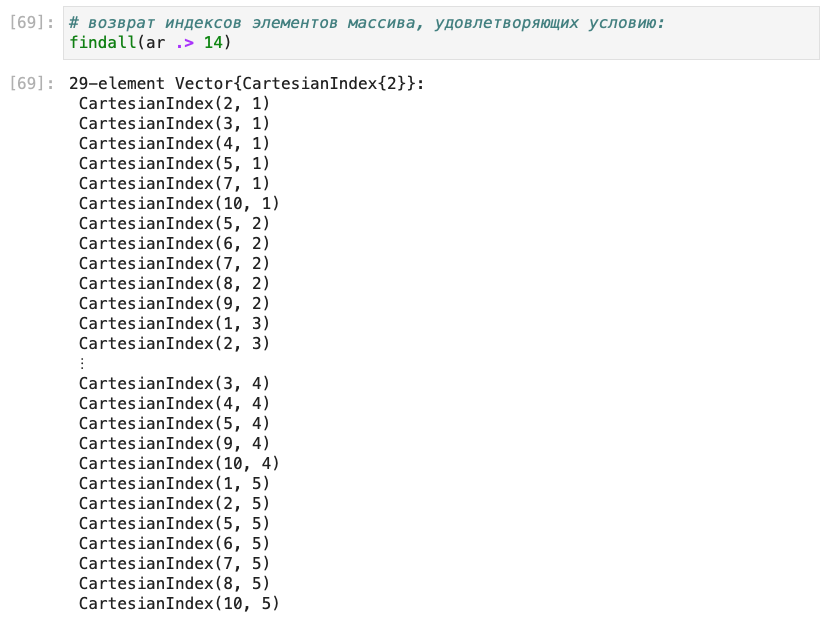 [69]: # возврат индексов элементов массива, удовлетворяющих условию:
findall(ar .> 14)
[69]: 29-element Vector{CartesianIndex{2}}:
CartesianIndex(2, 1)
CartesianIndex(3, 1)
CartesianIndex(4, 1)
CartesianIndex(5, 1)
CartesianIndex(7, 1)
CartesianIndex(10, 1)
CartesianIndex(5, 2)
CartesianIndex(6, 2)
CartesianIndex(7, 2)
CartesianIndex(8, 2)
CartesianIndex(9, 2)
CartesianIndex(1, 3)
CartesianIndex(2, 3)
⋮
CartesianIndex(3, 4)
CartesianIndex(4, 4)
CartesianIndex(5, 4)
CartesianIndex(9, 4)
CartesianIndex(10, 4)
CartesianIndex(1, 5)
CartesianIndex(2, 5)
CartesianIndex(5, 5)
CartesianIndex(6, 5)
CartesianIndex(7, 5)
CartesianIndex(8, 5)
CartesianIndex(10, 5)